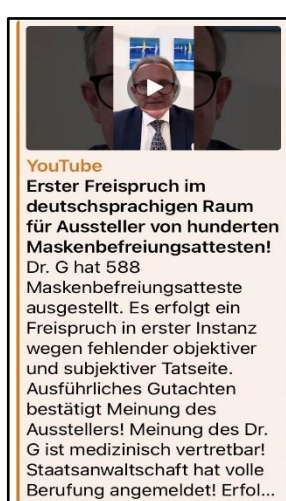 YouTube
Erster Freispruch im
deutschsprachigen Raum
für Aussteller von hunderten
Maskenbefreiungsattesten!
Dr. G hat 588
Maskenbefreiungsatteste
ausgestellt. Es erfolgt ein
Freispruch in erster Instanz
wegen fehlender objektiver
und subjektiver Tatseite.
Ausführliches Gutachten
bestätigt Meinung des
Ausstellers! Meinung des Dr.
G ist medizinisch vertretbar!
Staatsanwaltschaft hat volle
Berufung angemeldet! Erfol...